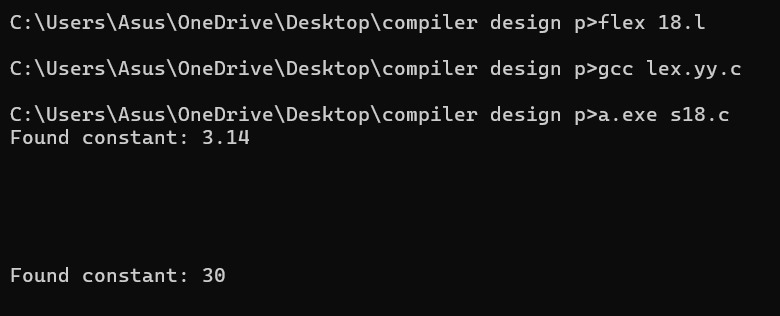 C:\Users\Asus\OneDrive\Desktop\compiler design p>flex 18.l
C:\Users\Asus\OneDrive\Desktop\compiler design p>gcc lex.yy.c
C:\Users\Asus\OneDrive\Desktop\compiler design p>a.exe s18.c
Found constant: 3.14
Found constant: 30